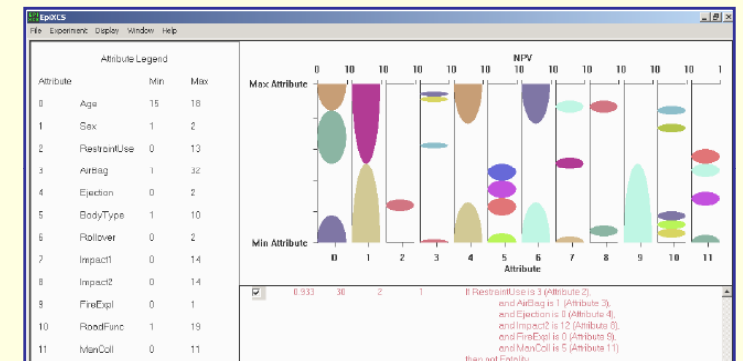 EpiXCS
File Experiment Display Window Help
Attribute Legend
Attribute Min Max
0 Age 15 18
1 Sex 1 2
2 RestraintUse 0 13
3 AirBag 1 32
4 Ejection 0 2
5 BodyType 1 10
6 Rollover 0 2
7 Impact1 0 14
8 Impact2 0 14
9 FireExpl 0 1
10 RoadFunc 1 19
11 ManColl 0 11
NPV
0 10 10 10 10 10 10 10 10 10 10 10 1
Max Attribute
Min Attribute
0 1 2 3 4 5 6 7 8 9 10 11
Attribute
0.933 30 2 1 If RestraintUse is 3 (Attribute 2),
and AirBag is 1 (Attribute 3),
and Ejection is 0 (Attribute 4),
and Impact2 is 12 (Attribute 8),
and FireExpl is 0 (Attribute 9),
and ManColl is 5 (Attribute 11)
then not Fatality